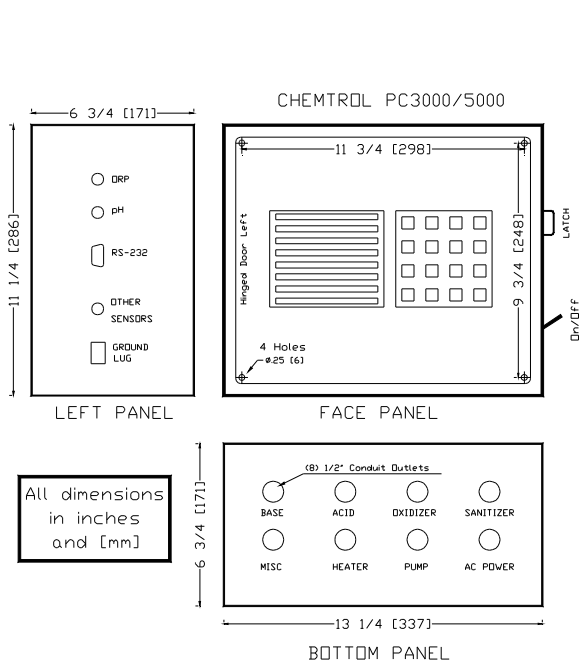 CHEMTROL PC3000/5000
6 3/4 [171]
11 1/4 [286]
ORP
pH
RS-232
OTHER
SENSORS
GROUND
LUG
LEFT PANEL
11 3/4 [298]
Hinged Door Left
9 3/4 [248]
LATCH
On/Off
4 Holes
Ø.25 [6]
FACE PANEL
All dimensions
in inches
and [mm]
6 3/4 [171]
(8) 1/2" Conduit Outlets
BASE ACID OXIDIZER SANITIZER
MISC HEATER PUMP AC POWER
13 1/4 [337]
BOTTOM PANEL